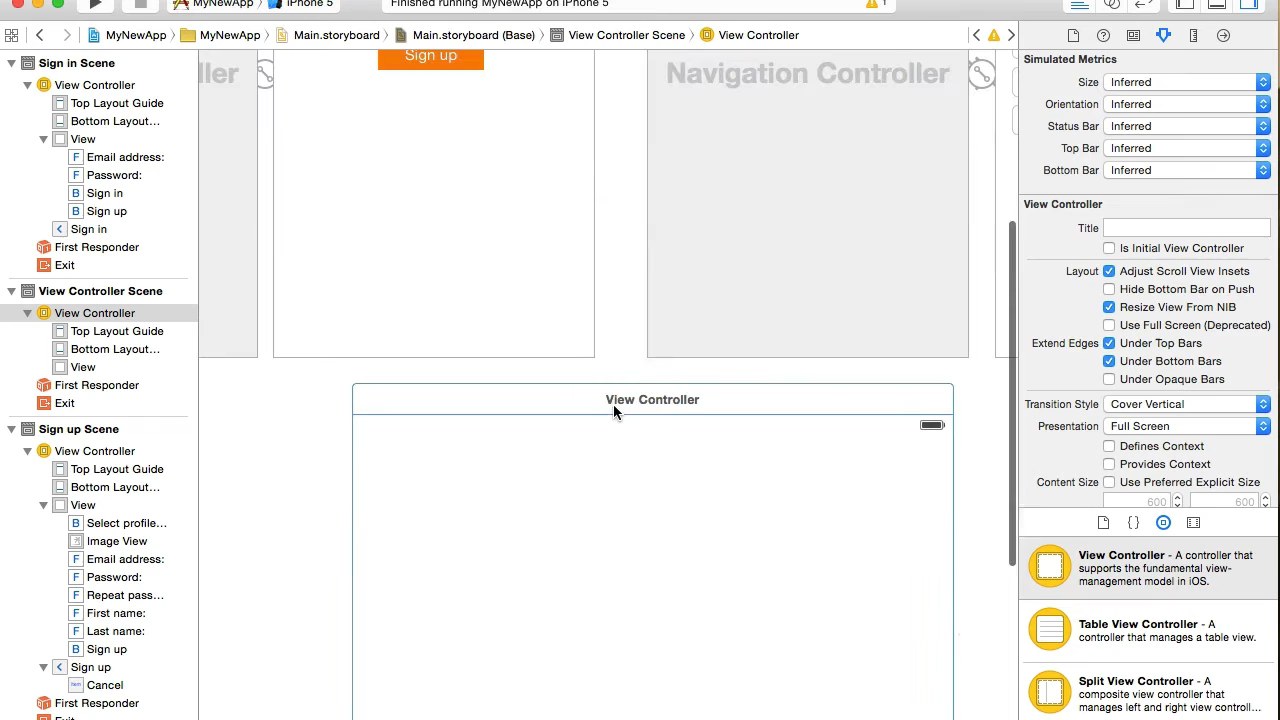 MyNewApp
iPhone 5
Finished running MyNewApp on iPhone 5
1
MyNewApp
MyNewApp
Main.storyboard
Main.storyboard (Base)
View Controller Scene
View Controller
Sign in Scene
View Controller
Top Layout Guide
Bottom Layout…
View
F Email address:
F Password:
B Sign in
B Sign up
Sign in
First Responder
Exit
View Controller Scene
View Controller
Top Layout Guide
Bottom Layout…
View
First Responder
Exit
Sign up Scene
View Controller
Top Layout Guide
Bottom Layout…
View
B Select profile…
Image View
F Email address:
F Password:
F Repeat pass…
F First name:
F Last name:
B Sign up
Sign up
Cancel
First Responder
ller
Sign up
Navigation Controller
View Controller
Simulated Metrics
Size Inferred
Orientation Inferred
Status Bar Inferred
Top Bar Inferred
Bottom Bar Inferred
View Controller
Title
Is Initial View Controller
Layout Adjust Scroll View Insets
Hide Bottom Bar on Push
Resize View From NIB
Use Full Screen (Deprecated)
Extend Edges Under Top Bars
Under Bottom Bars
Under Opaque Bars
Transition Style Cover Vertical
Presentation Full Screen
Defines Context
Provides Context
Content Size Use Preferred Explicit Size
600 600
{ }
View Controller - A controller that
supports the fundamental view-
management model in iOS.
Table View Controller - A
controller that manages a table view.
Split View Controller - A
composite view controller that
manages left and right view controll…